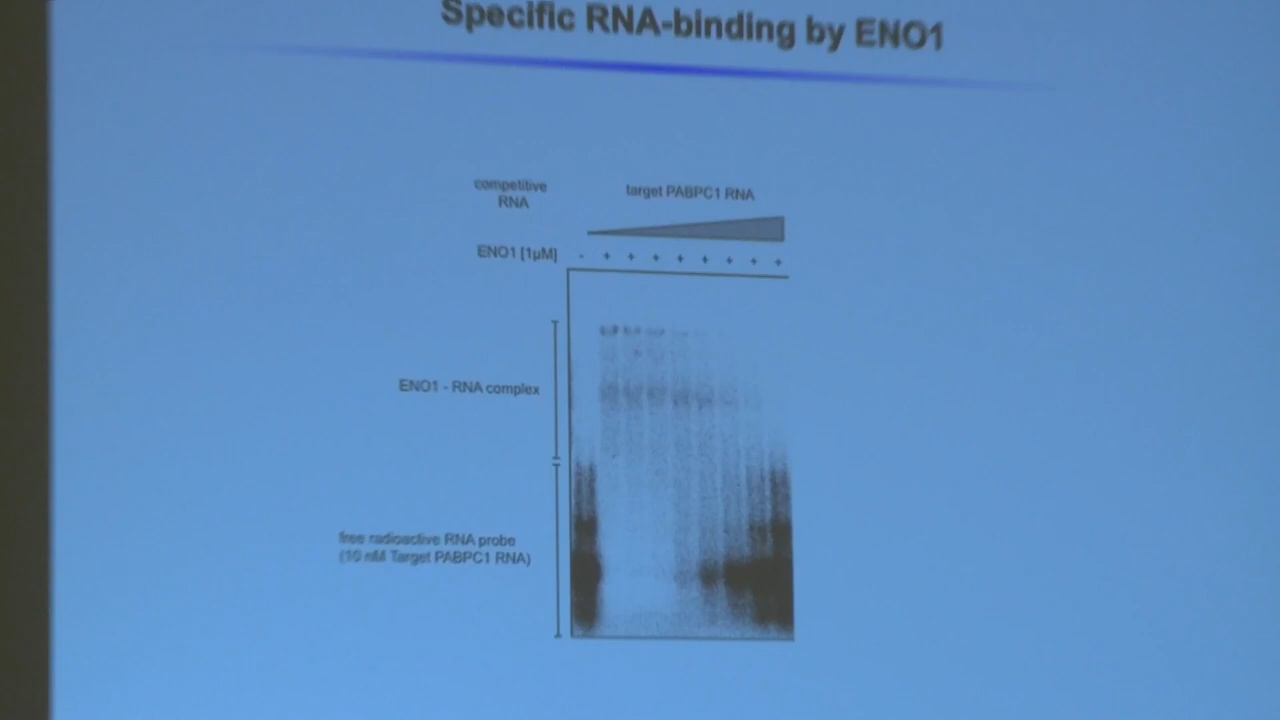 Specific RNA-binding by ENO1
competitive
RNA
target PABPC1 RNA
ENO1 [1µM]
- + + + + + + + +
ENO1 - RNA complex
free radioactive RNA probe
(10 nM Target PABPC1 RNA)